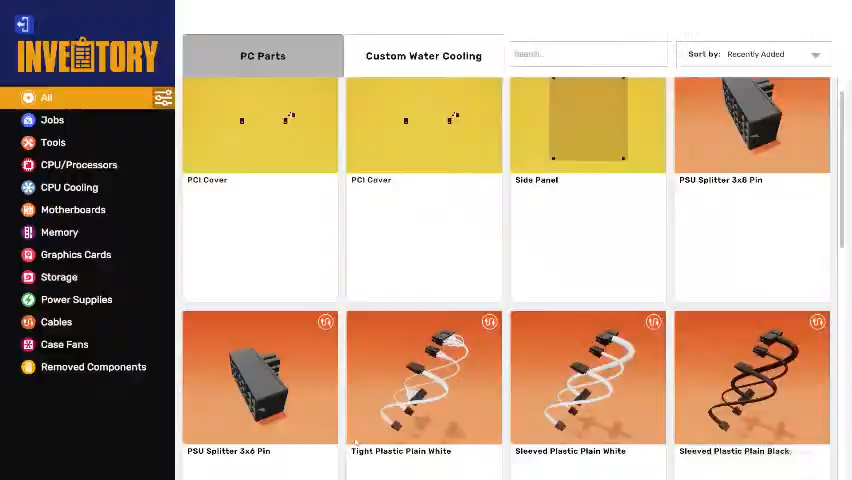 INVENTORY
PC Parts
Custom Water Cooling
Search...
Sort by: Recently Added
All
Jobs
Tools
CPU/Processors
CPU Cooling
Motherboards
Memory
Graphics Cards
Storage
Power Supplies
Cables
Case Fans
Removed Components
PCI Cover
PCI Cover
Side Panel
PSU Splitter 3x8 Pin
PSU Splitter 3x6 Pin
Tight Plastic Plain White
Sleeved Plastic Plain White
Sleeved Plastic Plain Black